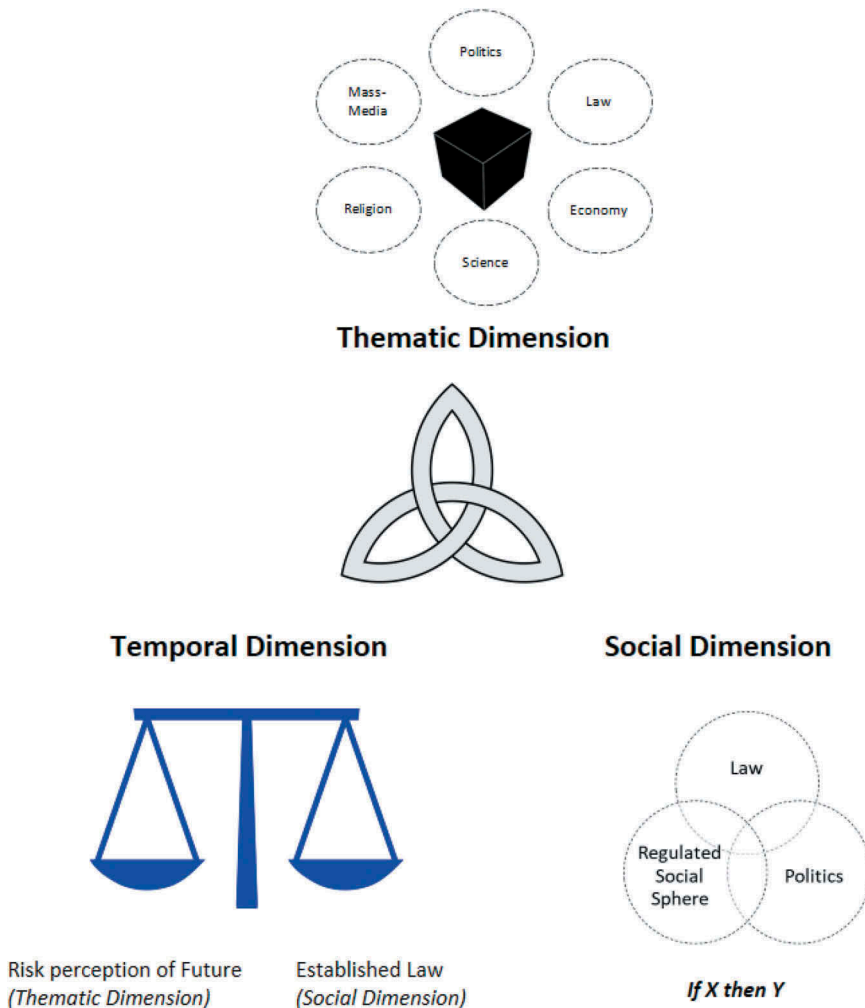 Politics
Mass-
Media
Law
Religion
Economy
Science
Thematic Dimension
Temporal Dimension
Social Dimension
Law
Regulated
Social
Sphere
Politics
Risk perception of Future
(Thematic Dimension)
Established Law
(Social Dimension)
If X then Y